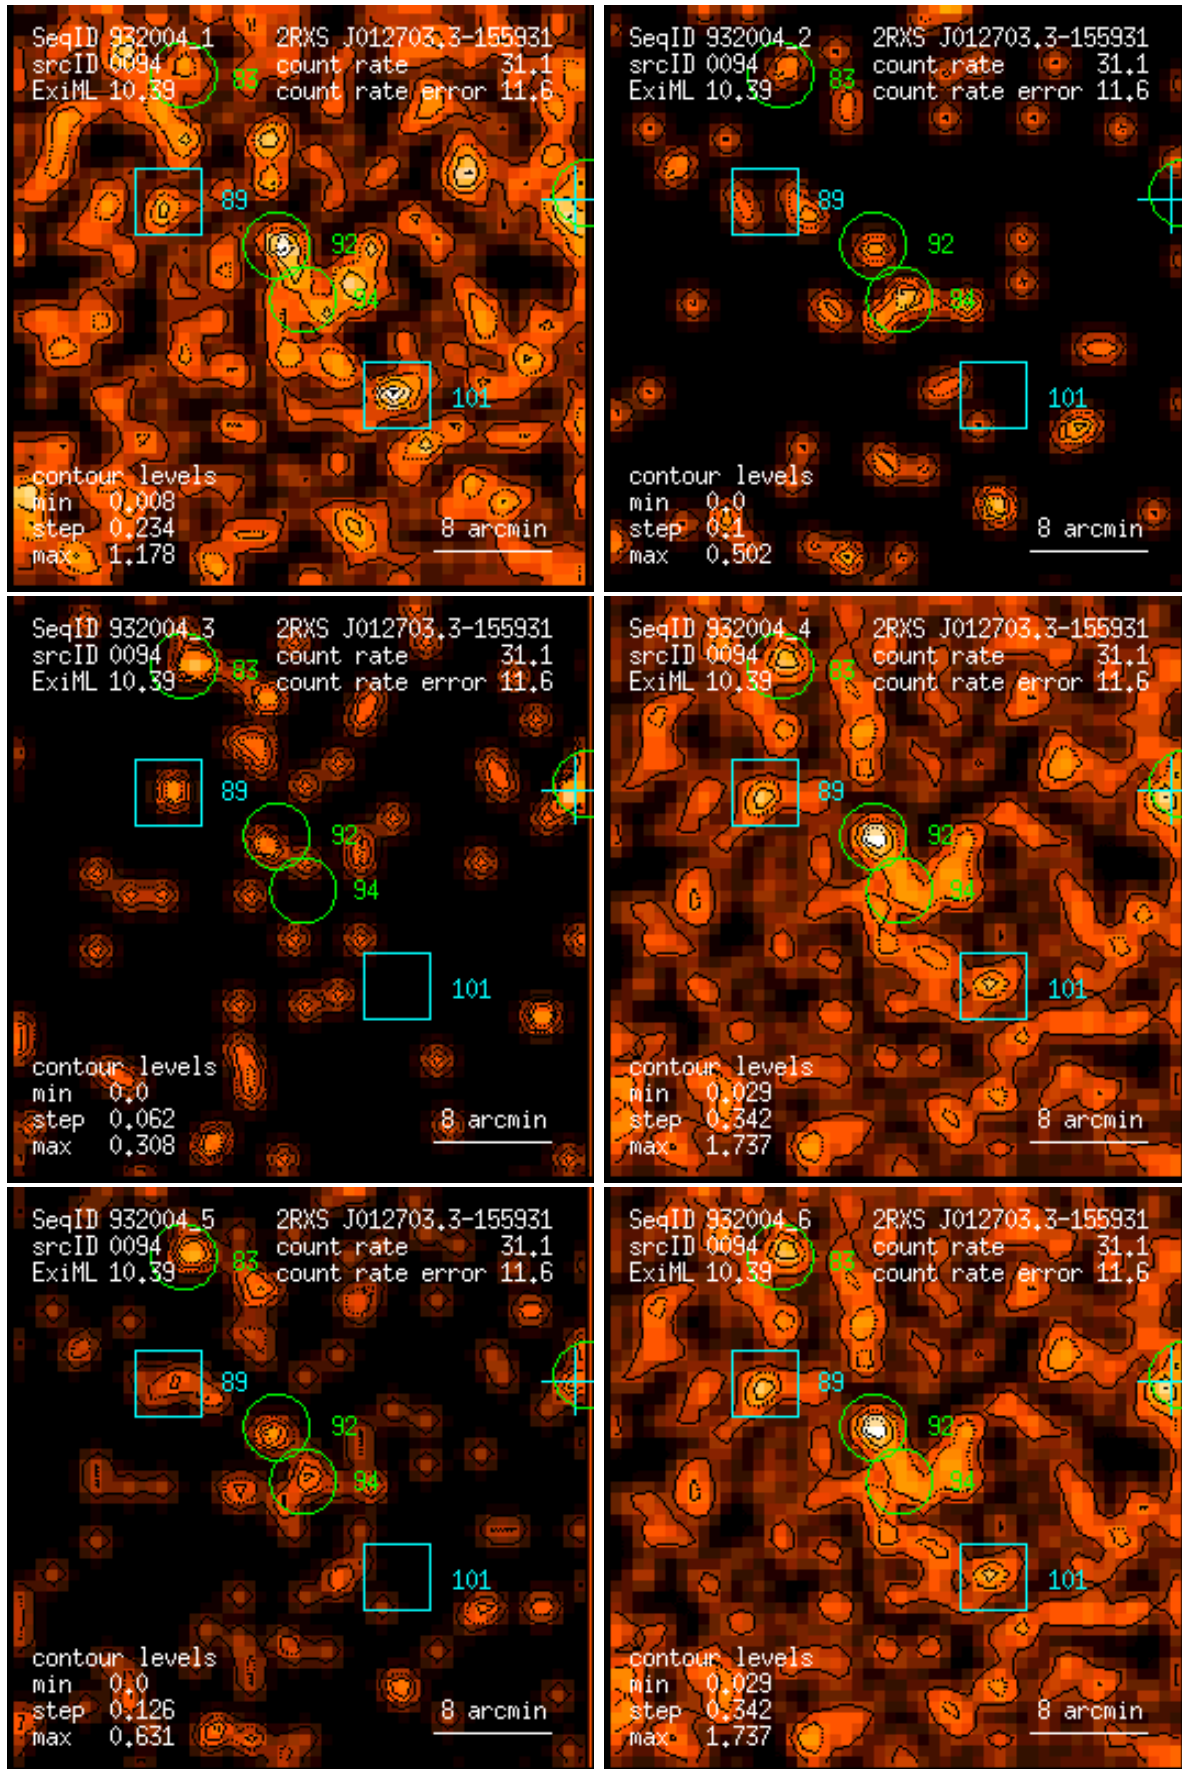 SeqID 932004_1 2RXS J012703.3-155931
srcID 0094 count rate 31.1
ExiML 10.39 83 count rate error 11.6
89
92
94
101
contour levels
min 0.008
step 0.234 8 arcmin
max 1.178
SeqID 932004_2 2RXS J012703.3-155931
srcID 0094 count rate 31.1
ExiML 10.39 83 count rate error 11.6
89
92
94
101
contour levels
min 0.0
step 0.1 8 arcmin
max 0.502
SeqID 932004_3 2RXS J012703.3-155931
srcID 0094 83 count rate 31.1
ExiML 10.39 count rate error 11.6
89
92
94
101
contour levels
min 0.0
step 0.062 8 arcmin
max 0.308
SeqID 932004_4 2RXS J012703.3-155931
srcID 0094 83 count rate 31.1
ExiML 10.39 count rate error 11.6
89
92
94
101
contour levels
min 0.029
step 0.342 8 arcmin
max 1.737
SeqID 932004_5 2RXS J012703.3-155931
srcID 0094 83 count rate 31.1
ExiML 10.39 count rate error 11.6
89
92
94
101
contour levels
min 0.0
step 0.126 8 arcmin
max 0.631
SeqID 932004_6 2RXS J012703.3-155931
srcID 0094 83 count rate 31.1
ExiML 10.39 count rate error 11.6
89
92
94
101
contour levels
min 0.029
step 0.342 8 arcmin
max 1.737